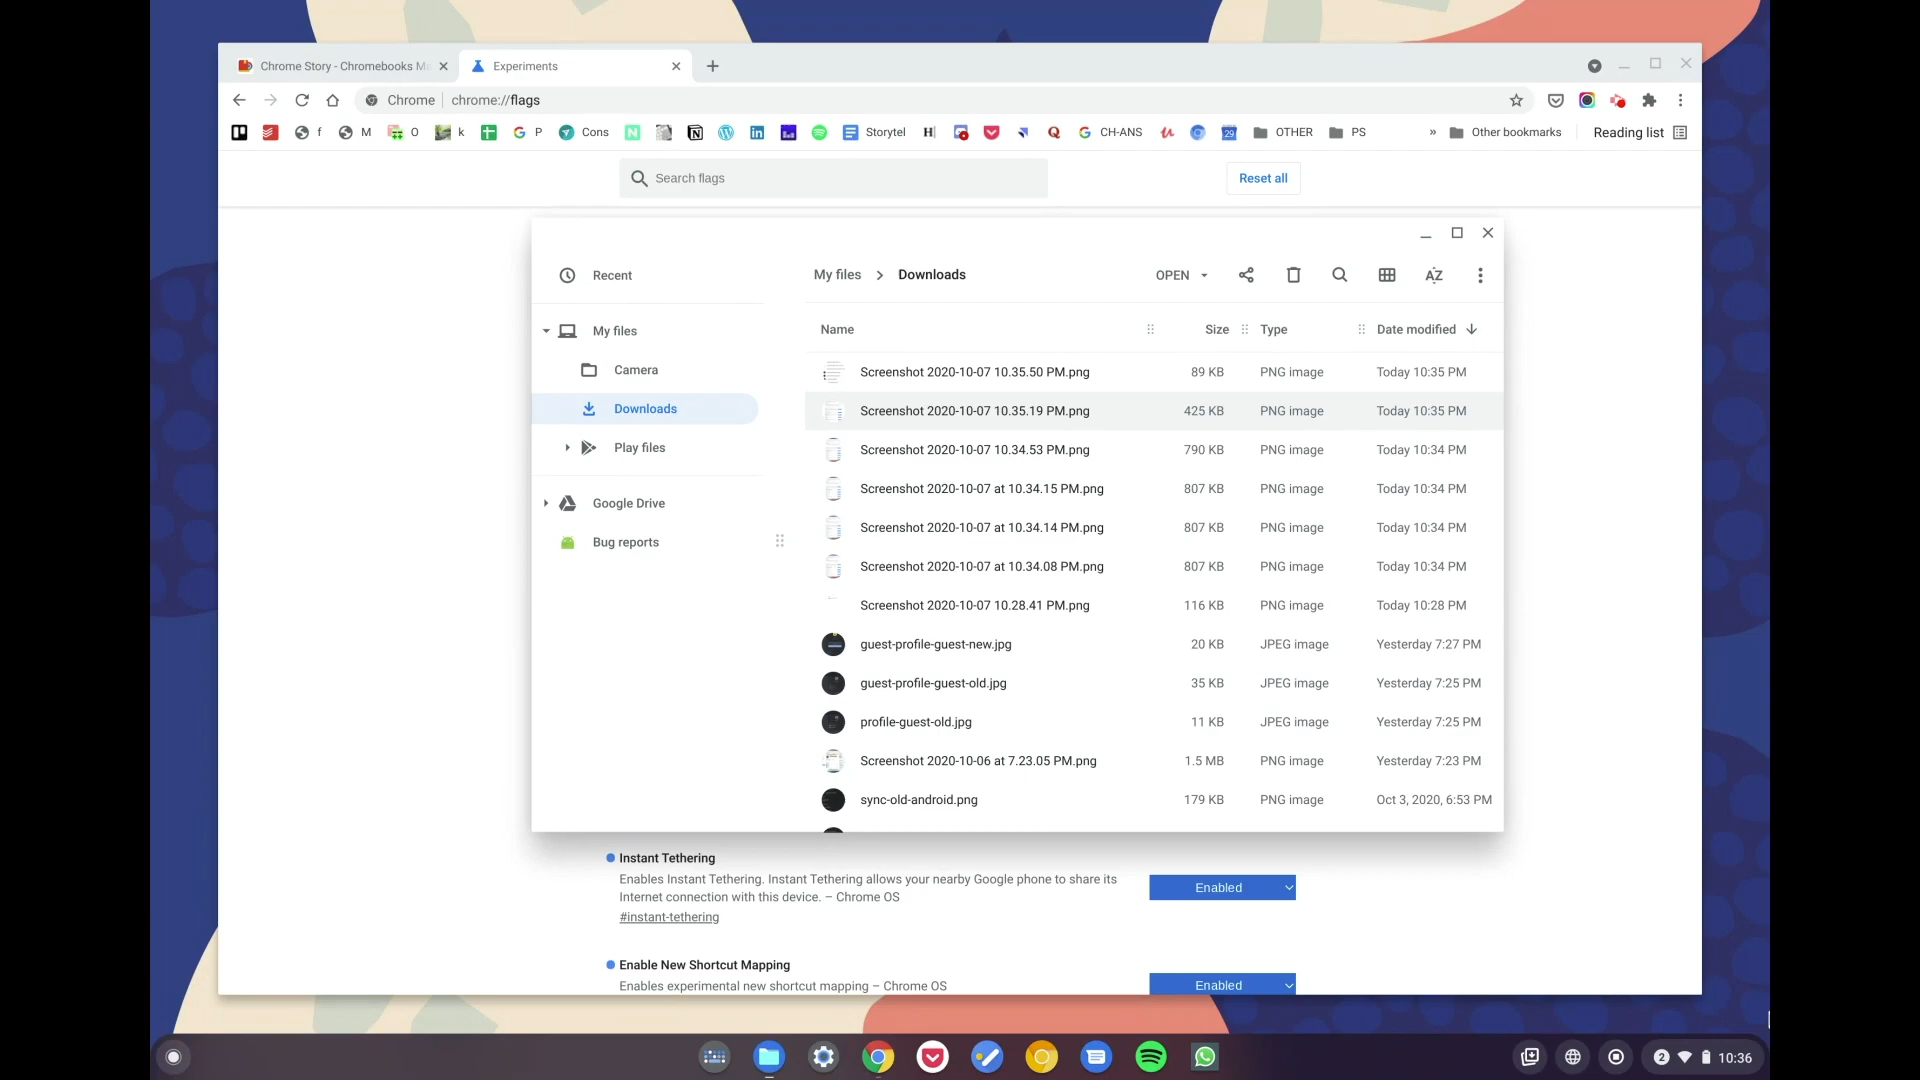 Chrome Story - Chromebooks Ma
Experiments
Chrome chrome://flags
f M O k P Cons Storytel H CH-ANS 29 OTHER PS » Other bookmarks Reading list
Search flags
Reset all
Recent
My files
Camera
Downloads
Play files
Google Drive
Bug reports
My files > Downloads
OPEN
AZ
Name Size Type Date modified
Screenshot 2020-10-07 10.35.50 PM.png 89 KB PNG image Today 10:35 PM
Screenshot 2020-10-07 10.35.19 PM.png 425 KB PNG image Today 10:35 PM
Screenshot 2020-10-07 10.34.53 PM.png 790 KB PNG image Today 10:34 PM
Screenshot 2020-10-07 at 10.34.15 PM.png 807 KB PNG image Today 10:34 PM
Screenshot 2020-10-07 at 10.34.14 PM.png 807 KB PNG image Today 10:34 PM
Screenshot 2020-10-07 at 10.34.08 PM.png 807 KB PNG image Today 10:34 PM
Screenshot 2020-10-07 10.28.41 PM.png 116 KB PNG image Today 10:28 PM
guest-profile-guest-new.jpg 20 KB JPEG image Yesterday 7:27 PM
guest-profile-guest-old.jpg 35 KB JPEG image Yesterday 7:25 PM
profile-guest-old.jpg 11 KB JPEG image Yesterday 7:25 PM
Screenshot 2020-10-06 at 7.23.05 PM.png 1.5 MB PNG image Yesterday 7:23 PM
sync-old-android.png 179 KB PNG image Oct 3, 2020, 6:53 PM
Instant Tethering
Enables Instant Tethering. Instant Tethering allows your nearby Google phone to share its
Internet connection with this device. – Chrome OS
#instant-tethering
Enabled
Enable New Shortcut Mapping
Enables experimental new shortcut mapping – Chrome OS
Enabled
2 10:36